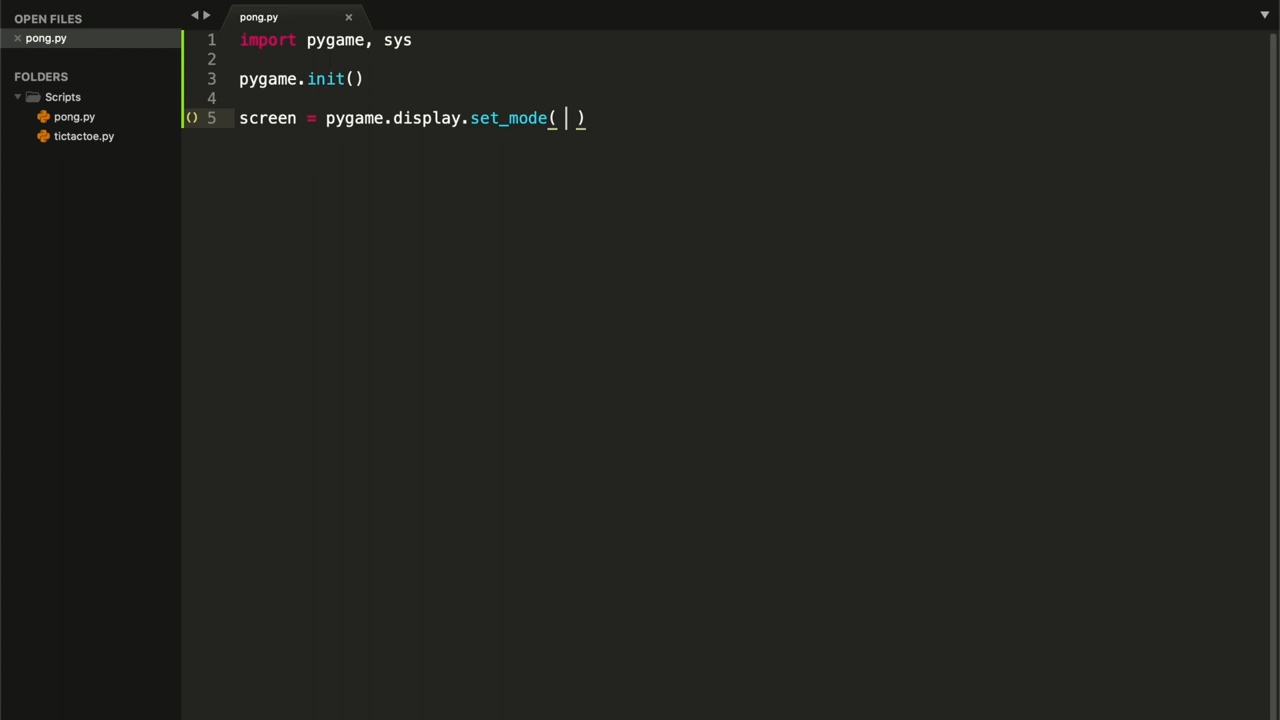 OPEN FILES
pong.py
FOLDERS
Scripts
pong.py
tictactoe.py
pong.py
1 import pygame, sys
2
3 pygame.init()
4
() 5 screen = pygame.display.set_mode( )